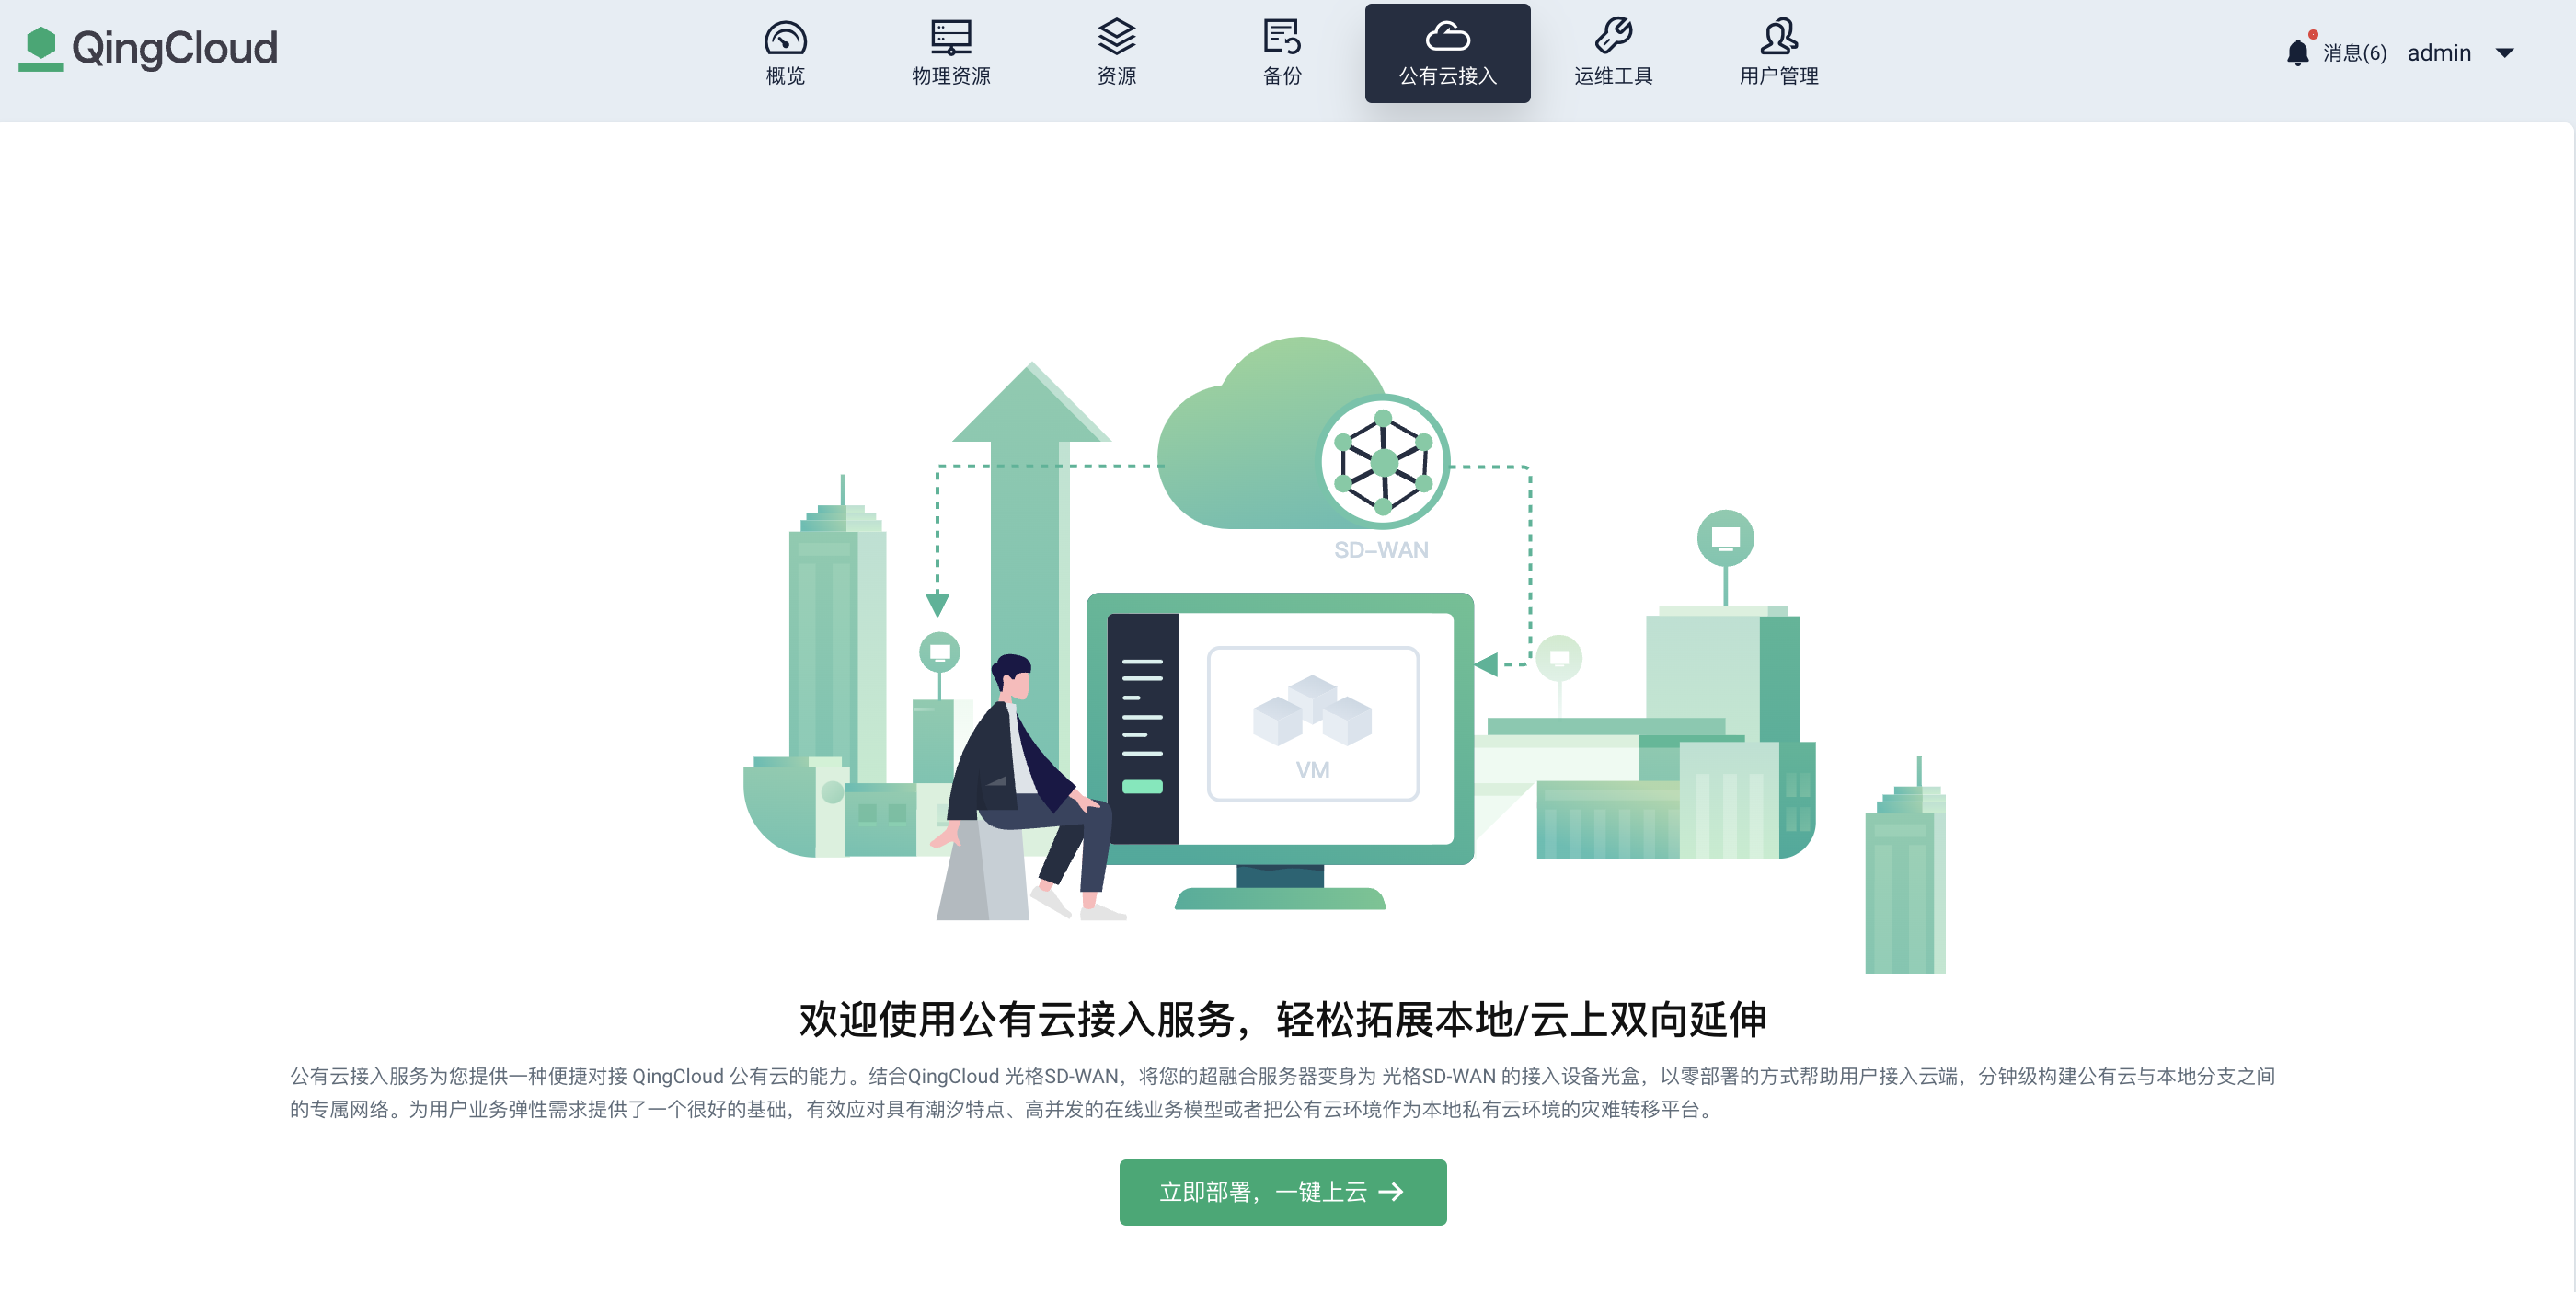 QingCloud
概览
物理资源
资源
备份
公有云接入
运维工具
用户管理
消息(6)
admin
SD-WAN
VM
欢迎使用公有云接入服务，轻松拓展本地/云上双向延伸
公有云接入服务为您提供一种便捷对接 QingCloud 公有云的能力。结合QingCloud 光格SD-WAN，将您的超融合服务器变身为 光格SD-WAN 的接入设备光盒，以零部署的方式帮助用户接入云端，分钟级构建公有云与本地分支之间
的专属网络。为用户业务弹性需求提供了一个很好的基础，有效应对具有潮汐特点、高并发的在线业务模型或者把公有云环境作为本地私有云环境的灾难转移平台。
立即部署，一键上云